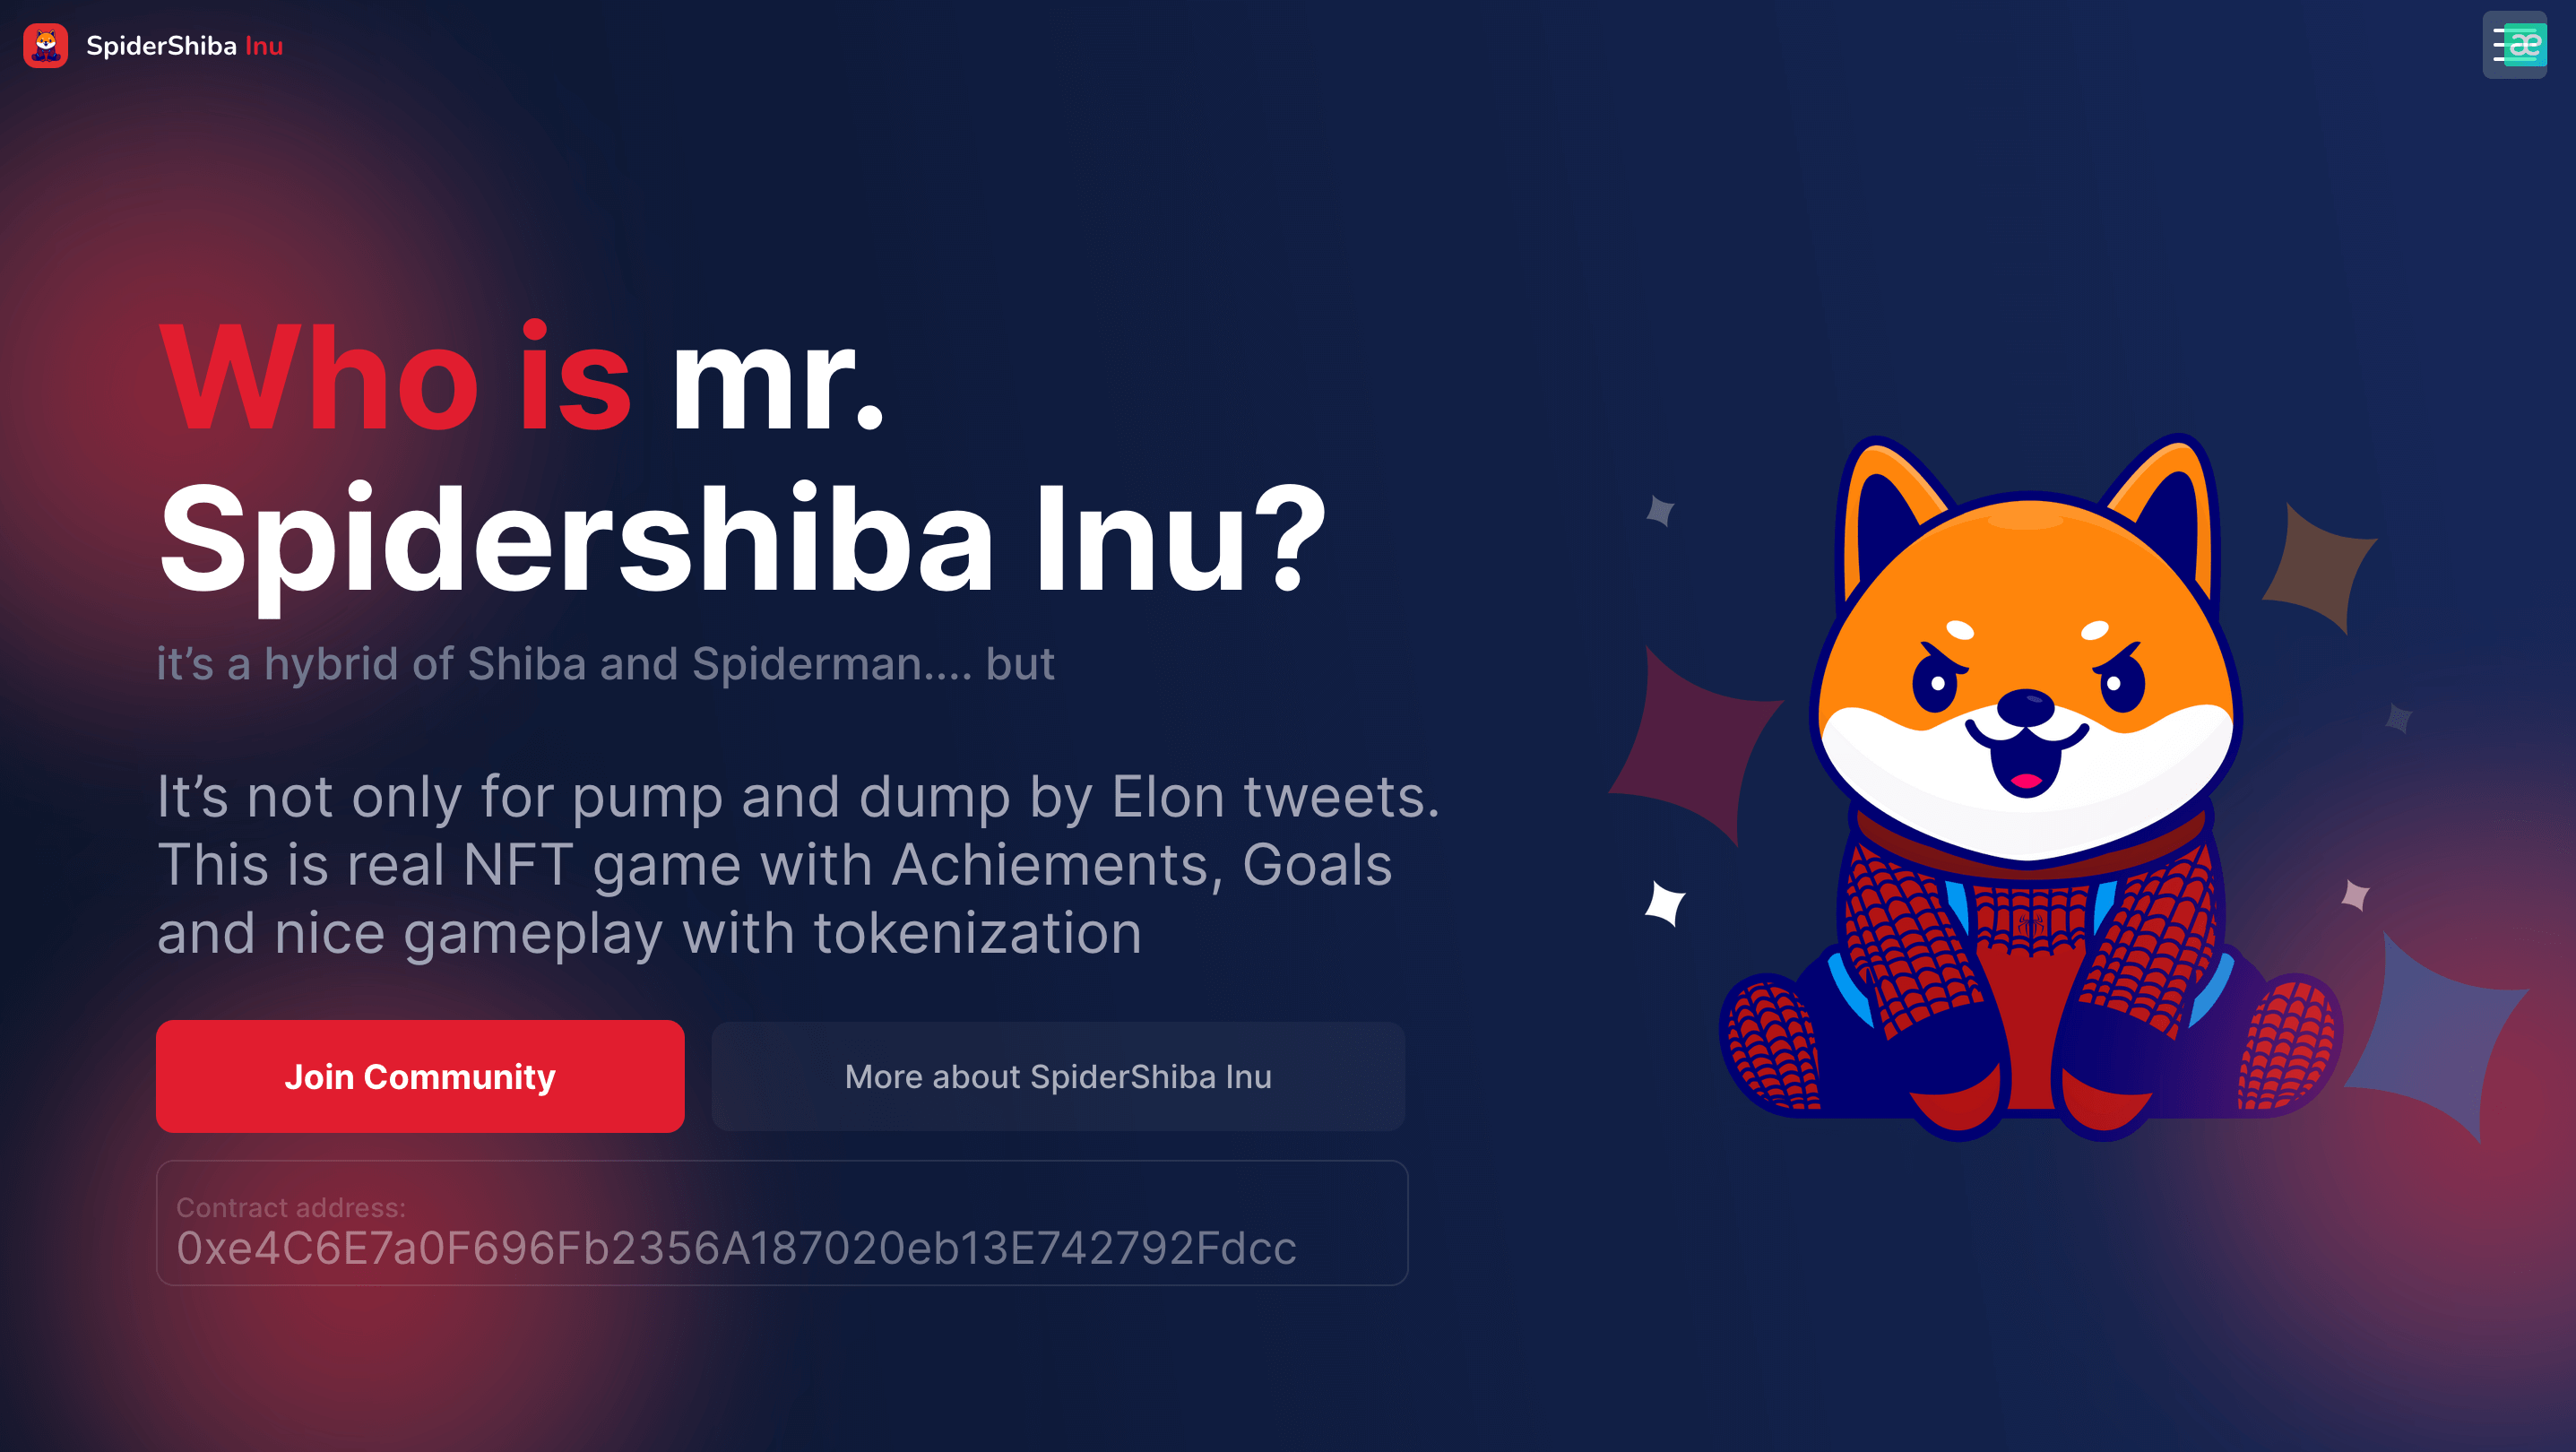 SpiderShiba Inu
æ
Who is mr.
Spidershiba Inu?
it’s a hybrid of Shiba and Spiderman.... but
It’s not only for pump and dump by Elon tweets.
This is real NFT game with Achiements, Goals
and nice gameplay with tokenization
Join Community
More about SpiderShiba Inu
Contract address:
0xe4C6E7a0F696Fb2356A187020eb13E742792Fdcc